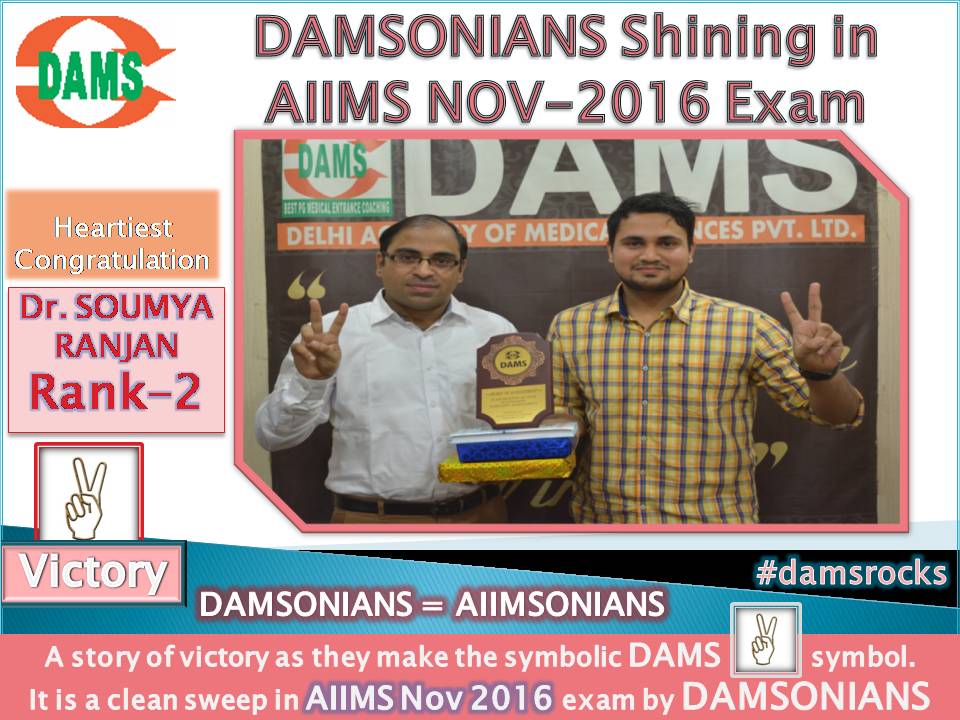 DAMSONIANS Shining in
AIIMS NOV-2016 Exam
DAMS
Heartiest
Congratulation
Dr. SOUMYA
RANJAN
Rank-2
DAMS
DAMS
BEST PG MEDICAL ENTRANCE COACHING
DELHI AC Y OF MEDICA NCES PVT. LTD.
“
DAMS
”
Victory
#damsrocks
DAMSONIANS = AIIMSONIANS
A story of victory as they make the symbolic DAMS symbol.
It is a clean sweep in AIIMS Nov 2016 exam by DAMSONIANS